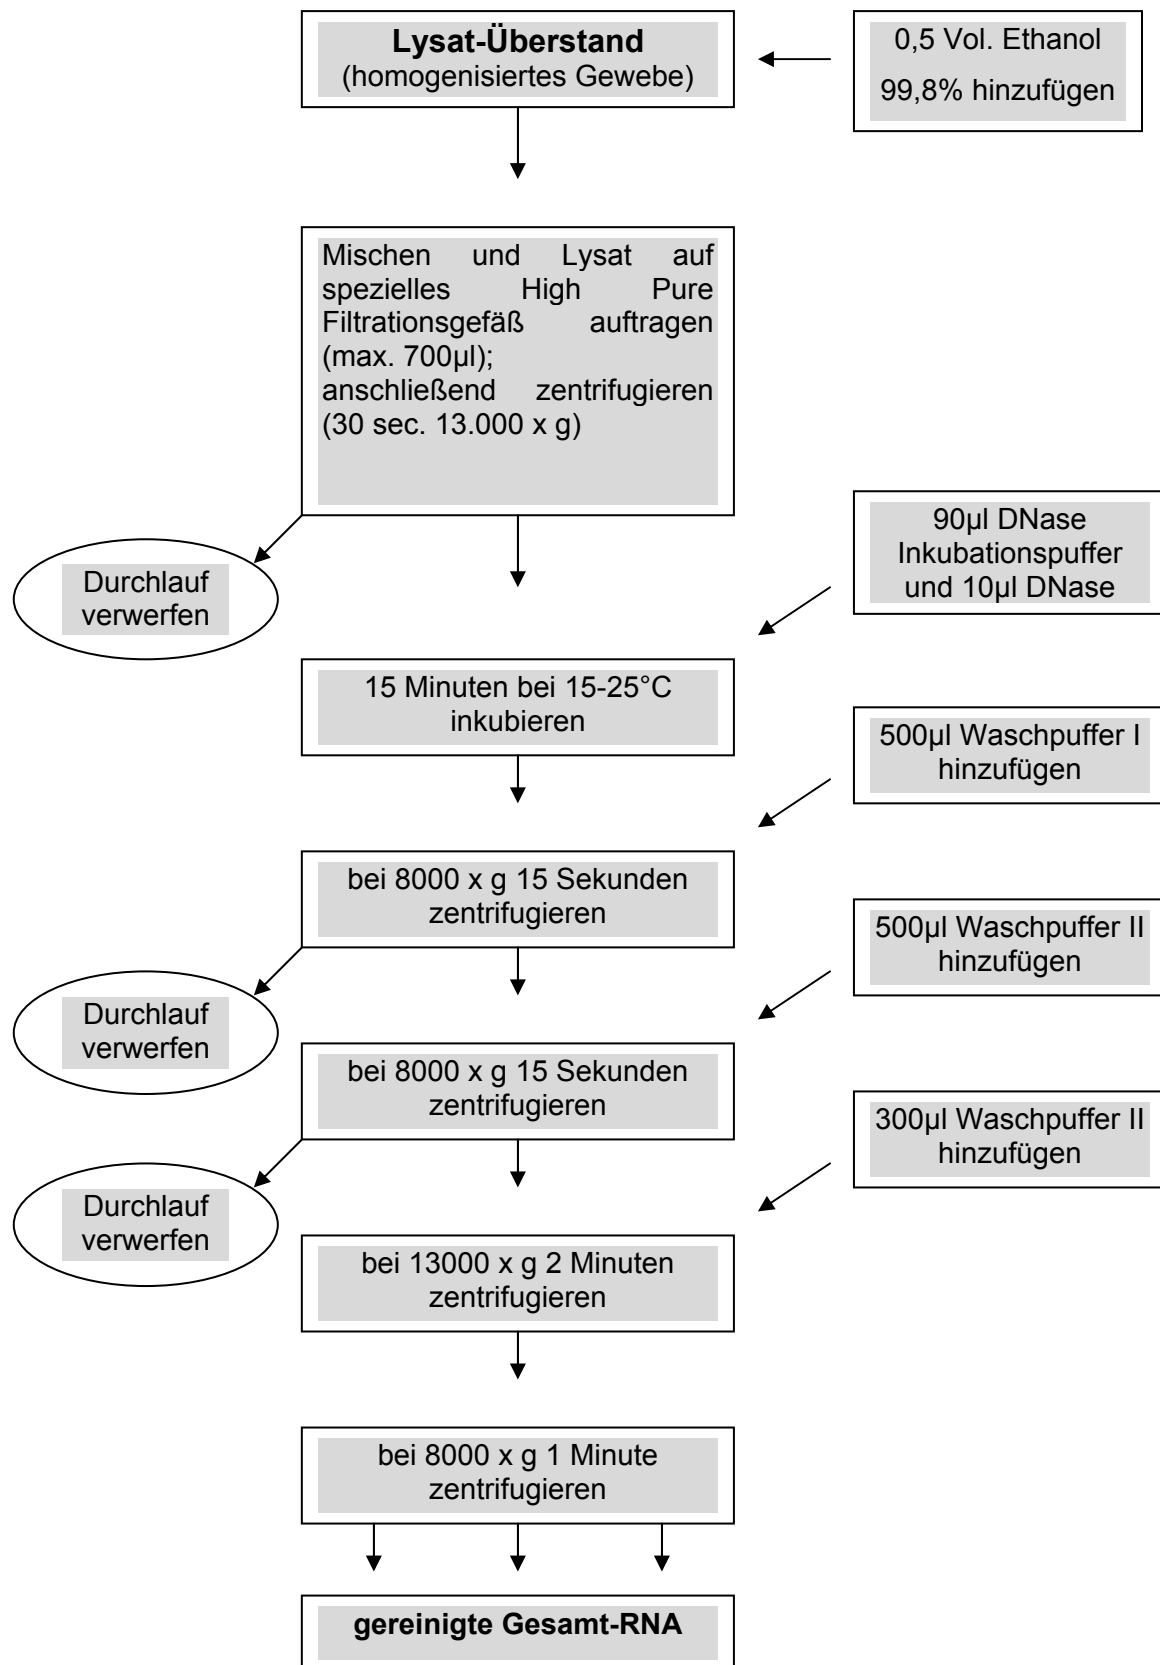 Lysat-Überstand
(homogenisiertes Gewebe)
0,5 Vol. Ethanol
99,8% hinzufügen
Mischen und Lysat auf
spezielles High Pure
Filtrationsgefäß auftragen
(max. 700µl);
anschließend zentrifugieren
(30 sec. 13.000 x g)
Durchlauf
verwerfen
90µl DNase
Inkubationspuffer
und 10µl DNase
15 Minuten bei 15-25°C
inkubieren
500µl Waschpuffer I
hinzufügen
bei 8000 x g 15 Sekunden
zentrifugieren
Durchlauf
verwerfen
500µl Waschpuffer II
hinzufügen
bei 8000 x g 15 Sekunden
zentrifugieren
Durchlauf
verwerfen
300µl Waschpuffer II
hinzufügen
bei 13000 x g 2 Minuten
zentrifugieren
bei 8000 x g 1 Minute
zentrifugieren
gereinigte Gesamt-RNA